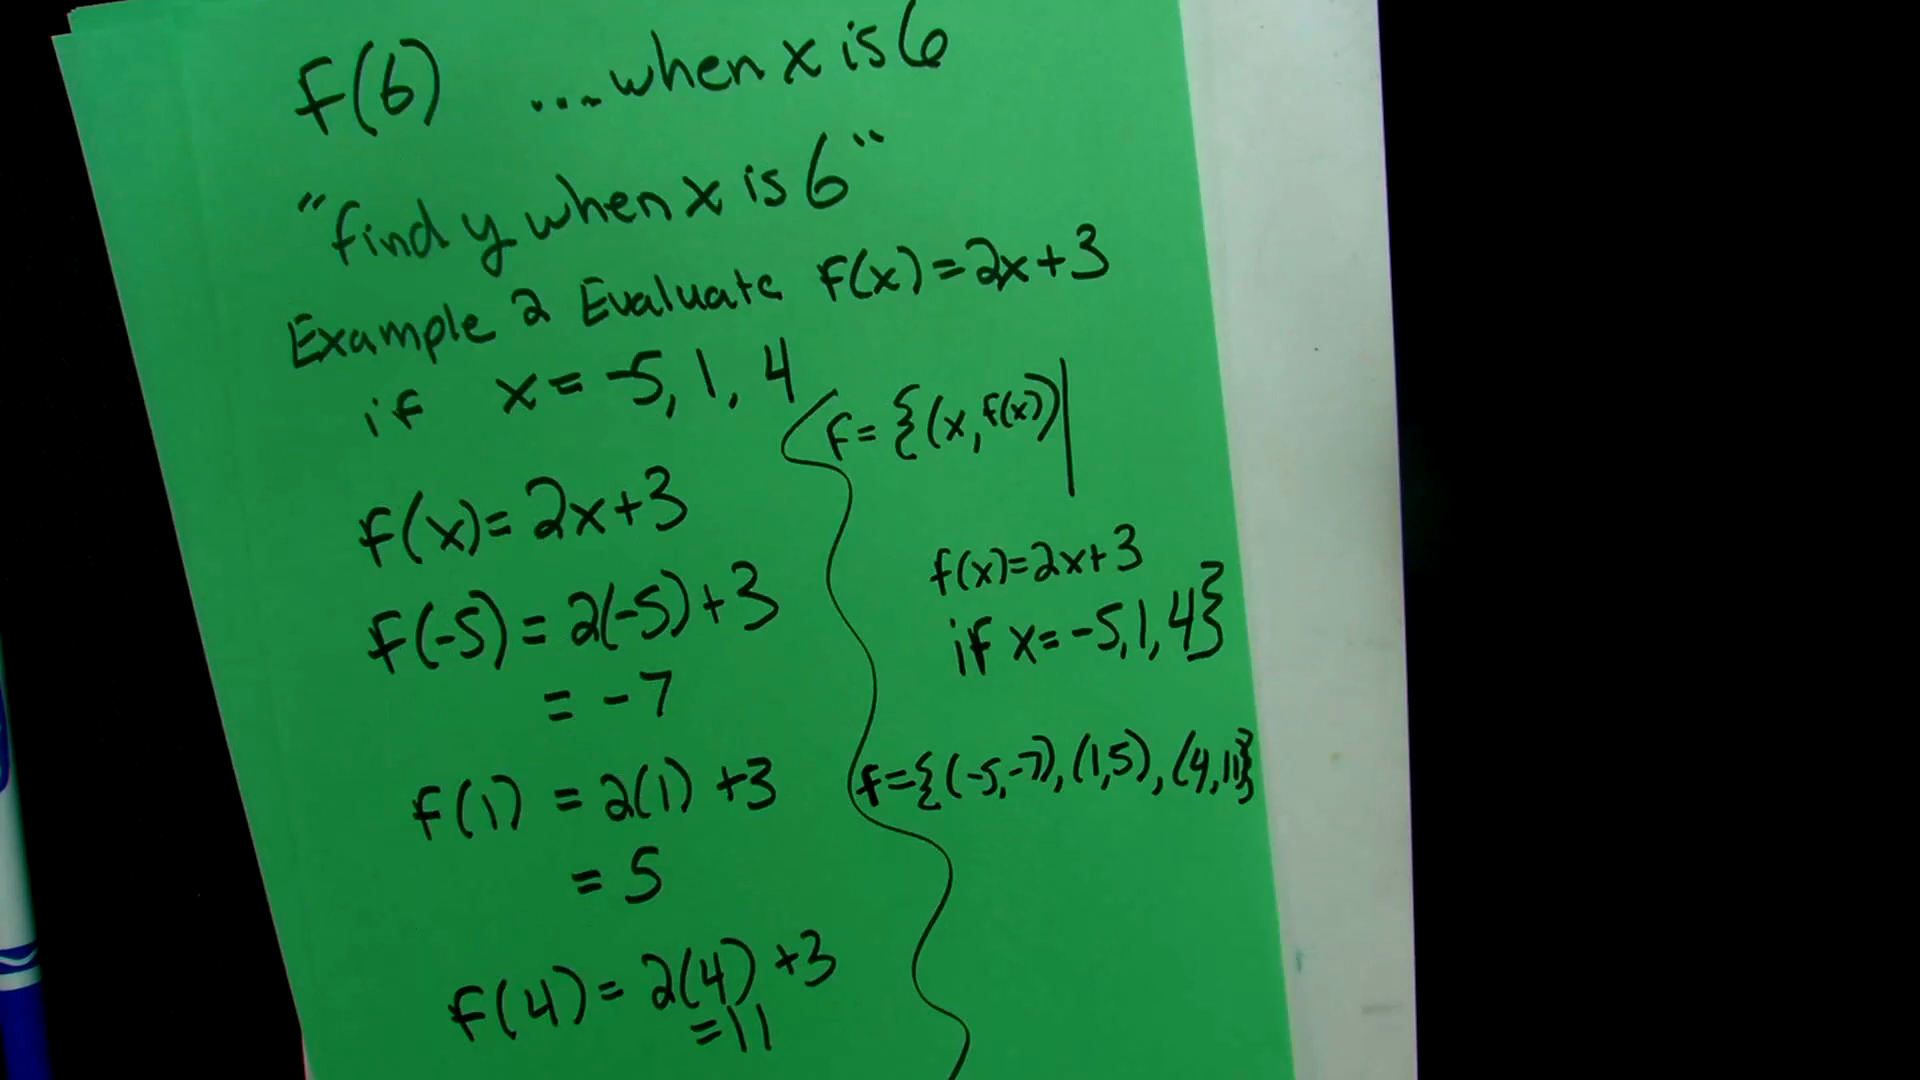 f(6) ...when x is 6
"find y when x is 6"
Example 2 Evaluate f(x)=2x+3
if x = -5, 1, 4
f(x)=2x+3
f(-5)=2(-5)+3
= -7
f(1) = 2(1) +3
= 5
f(4)= 2(4) +3
=11
f= {(x, f(x))|
f(x)=2x+3
if x= -5, 1, 4}
f={(-5,-7), (1,5), (4,11)}